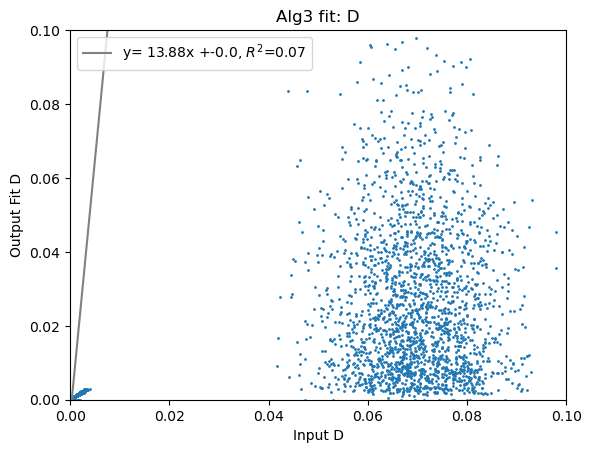 Alg3 fit: D
y= 13.88x +-0.0, R²=0.07
Output Fit D
0.10
0.08
0.06
0.04
0.02
0.00
0.00 0.02 0.04 0.06 0.08 0.10
Input D